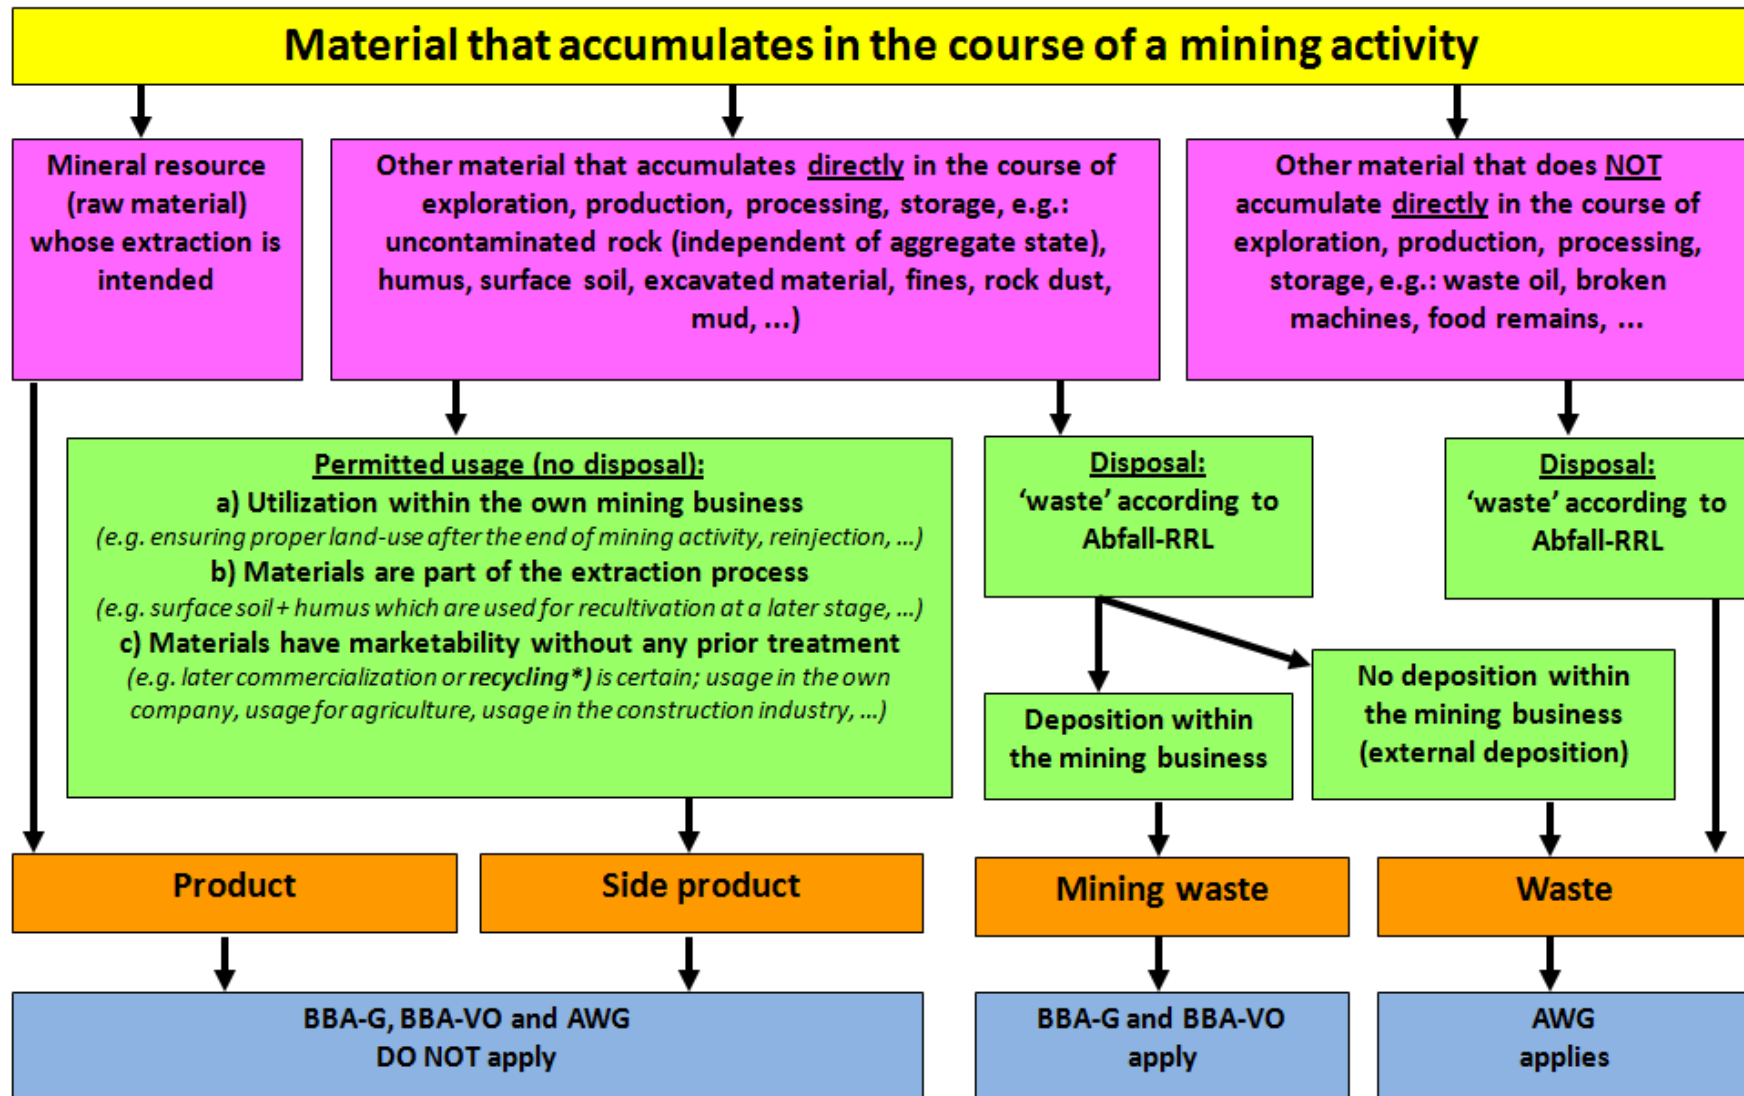 Material that accumulates in the course of a mining activity
Mineral resource
(raw material)
whose extraction is
intended
Other material that accumulates directly in the course of
exploration, production, processing, storage, e.g.:
uncontaminated rock (independent of aggregate state),
humus, surface soil, excavated material, fines, rock dust,
mud, ...)
Other material that does NOT
accumulate directly in the course of
exploration, production, processing,
storage, e.g.: waste oil, broken
machines, food remains, ...
Permitted usage (no disposal):
a) Utilization within the own mining business
(e.g. ensuring proper land-use after the end of mining activity, reinjection, ...)
b) Materials are part of the extraction process
(e.g. surface soil + humus which are used for recultivation at a later stage, ...)
c) Materials have marketability without any prior treatment
(e.g. later commercialization or recycling*) is certain; usage in the own
company, usage for agriculture, usage in the construction industry, ...)
Disposal:
‘waste’ according to
Abfall-RRL
Disposal:
‘waste’ according to
Abfall-RRL
Deposition within
the mining business
No deposition within
the mining business
(external deposition)
Product
Side product
Mining waste
Waste
BBA-G, BBA-VO and AWG
DO NOT apply
BBA-G and BBA-VO
apply
AWG
applies